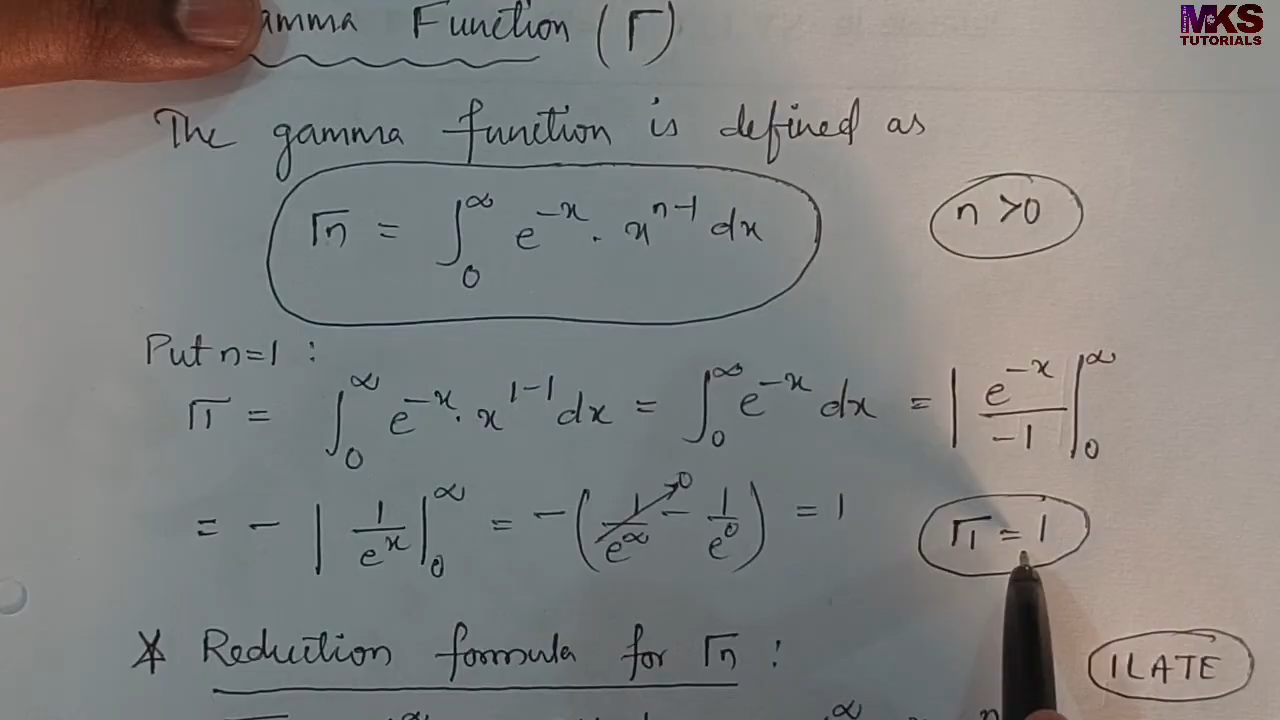 MKS
TUTORIALS
amma Function (Γ)
The gamma function is defined as
Γn = ∫₀^∞ e^{-x} . x^{n-1} dx
n >0
Put n=1 :
Γ1 = ∫₀^∞ e^{-x} . x^{1-1} dx = ∫₀^∞ e^{-x} dx = | e^{-x} / -1 |₀^∞
= - | 1/e^x |₀^∞ = -( 1/e^∞ →0 - 1/e^0 ) = 1
Γ1 = 1
* Reduction formula for Γn :
ILATE